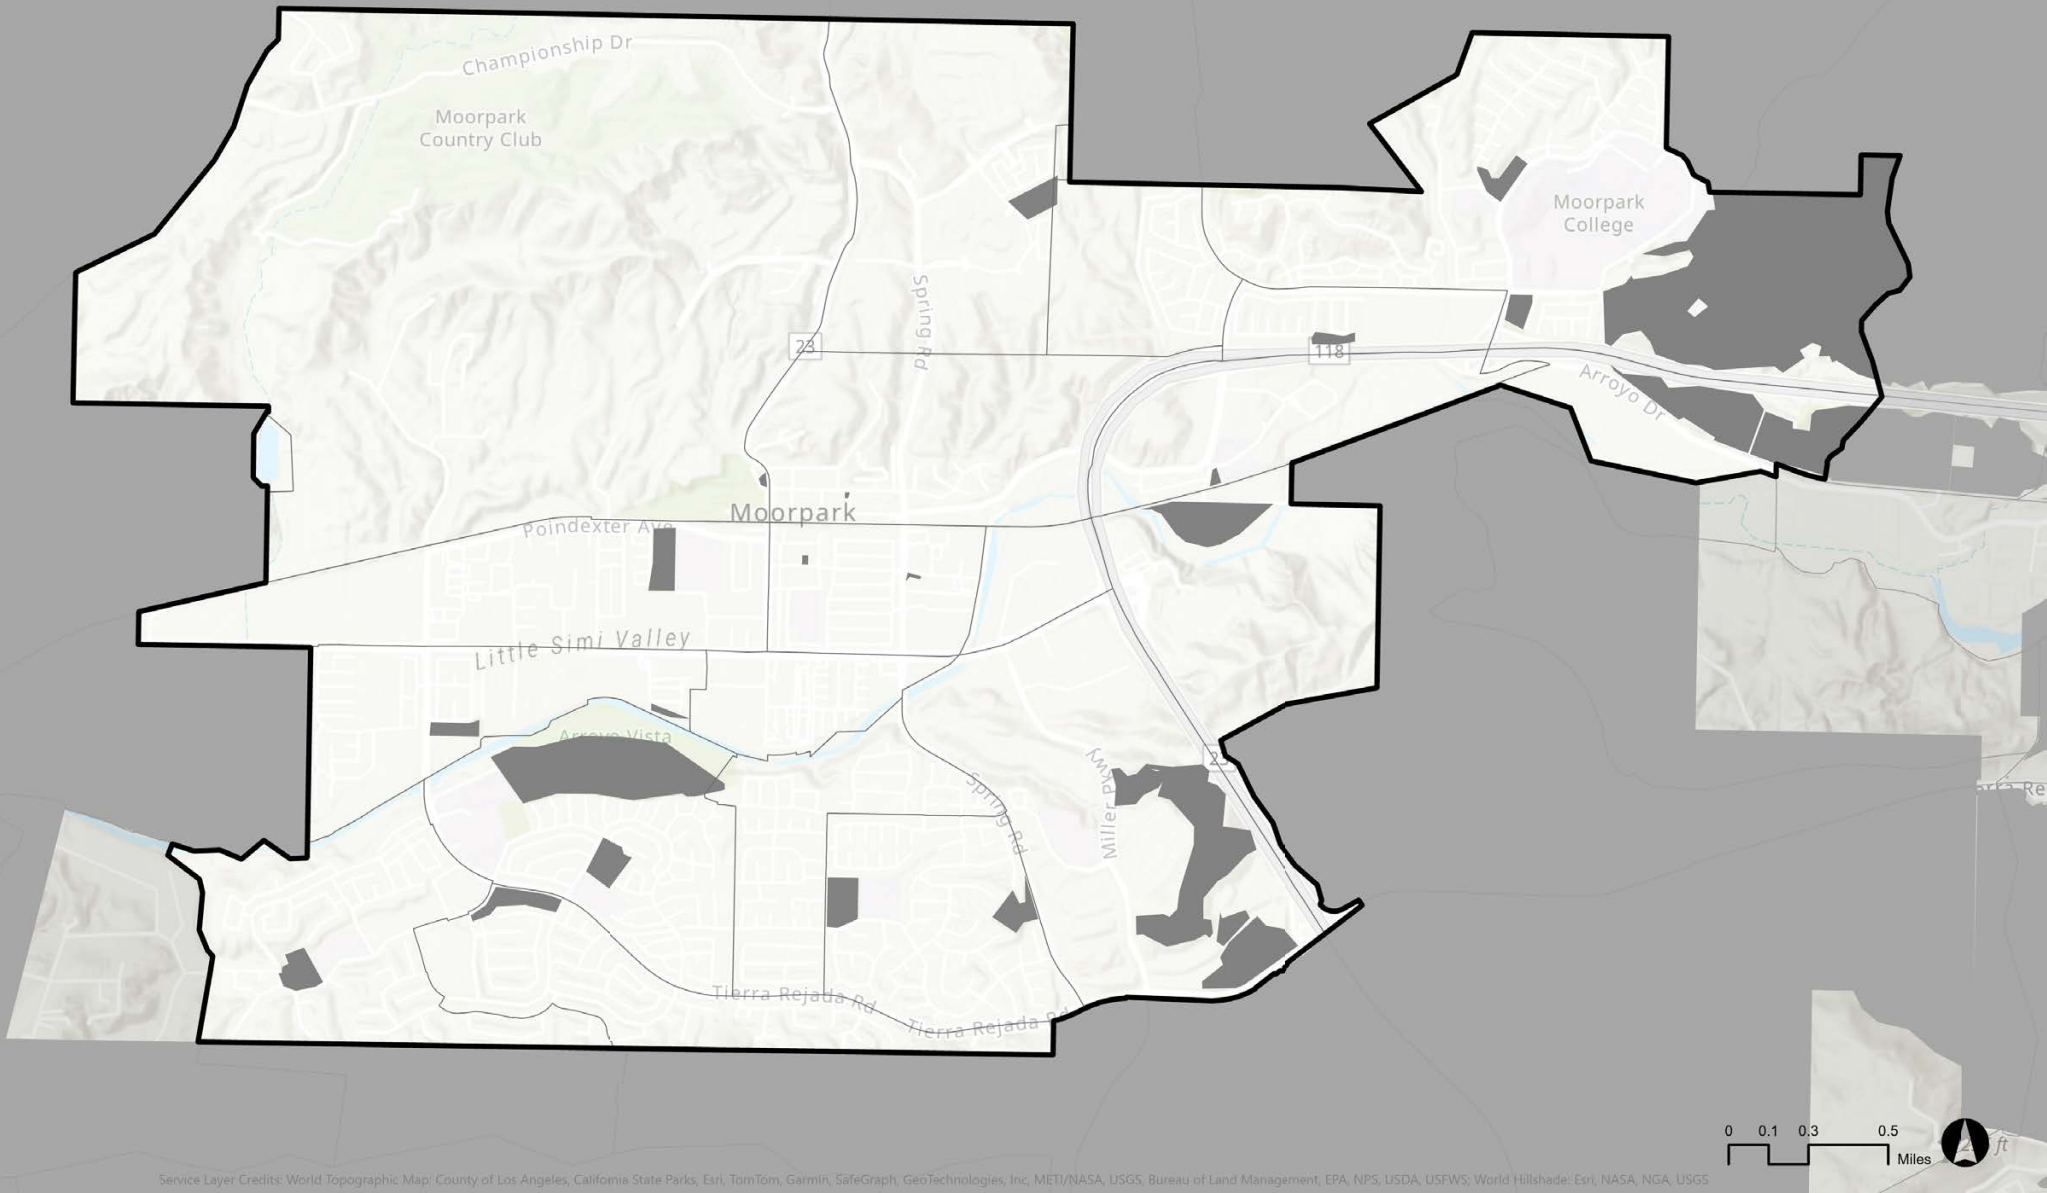 Championship Dr
Moorpark
Country Club
Moorpark
College
Spring Rd
23
118
Arroyo Dr
Moorpark
Poindexter Ave
Little Simi Valley
Arroyo Vista
23
Miller Pkwy
Spring Rd
Tierra Rejada Rd
Tierra Rejada Rd
0 0.1 0.3 0.5
Miles
ft
Service Layer Credits: World Topographic Map: County of Los Angeles, California State Parks, Esri, TomTom, Garmin, SafeGraph, GeoTechnologies, Inc, METI/NASA, USGS, Bureau of Land Management, EPA, NPS, USDA, USFWS; World Hillshade: Esri, NASA, NGA, USGS